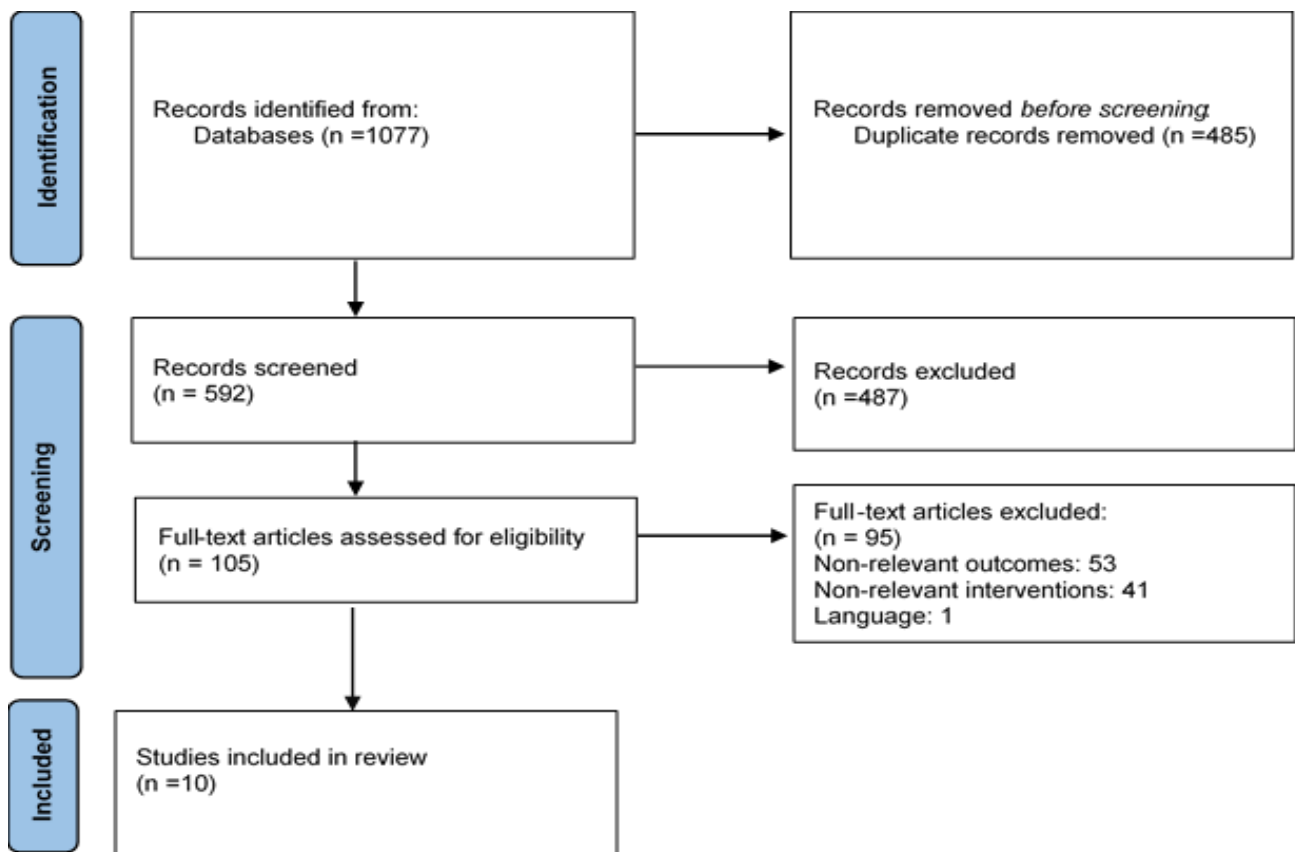 Identification
Records identified from:
Databases (n =1077)
Records removed before screening:
Duplicate records removed (n =485)
Screening
Records screened
(n = 592)
Records excluded
(n =487)
Full-text articles assessed for eligibility
(n = 105)
Full-text articles excluded:
(n = 95)
Non-relevant outcomes: 53
Non-relevant interventions: 41
Language: 1
Included
Studies included in review
(n =10)